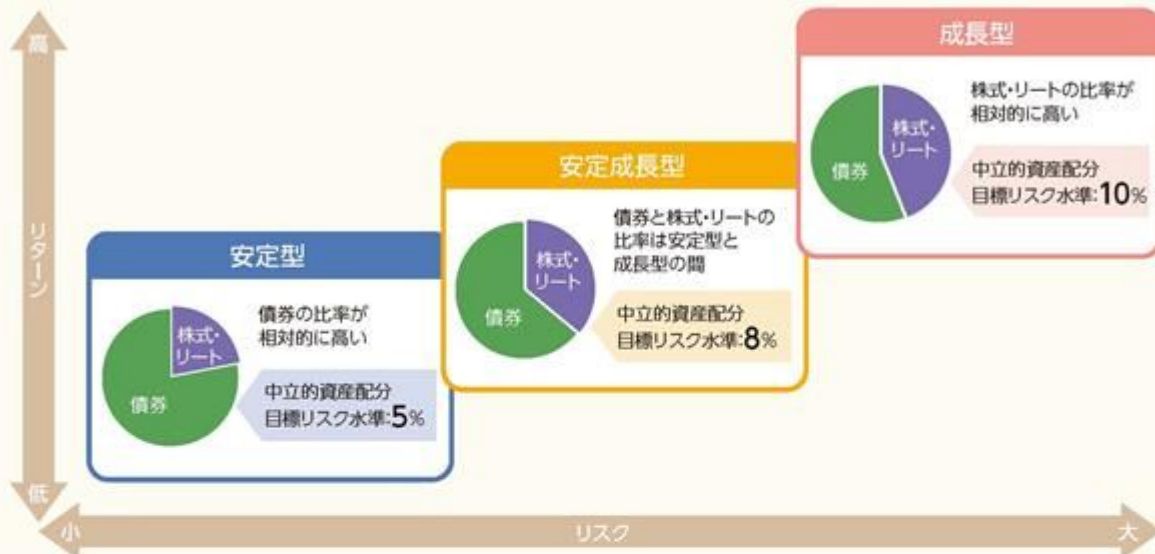 高
リターン
低
小
リスク
大
成長型
債券
株式・
リート
株式・リートの比率が
相対的に高い
中立的資産配分
目標リスク水準:10%
安定成長型
債券
株式・
リート
債券と株式・リートの
比率は安定型と
成長型の間
中立的資産配分
目標リスク水準:8%
安定型
債券
株式・
リート
債券の比率が
相対的に高い
中立的資産配分
目標リスク水準:5%